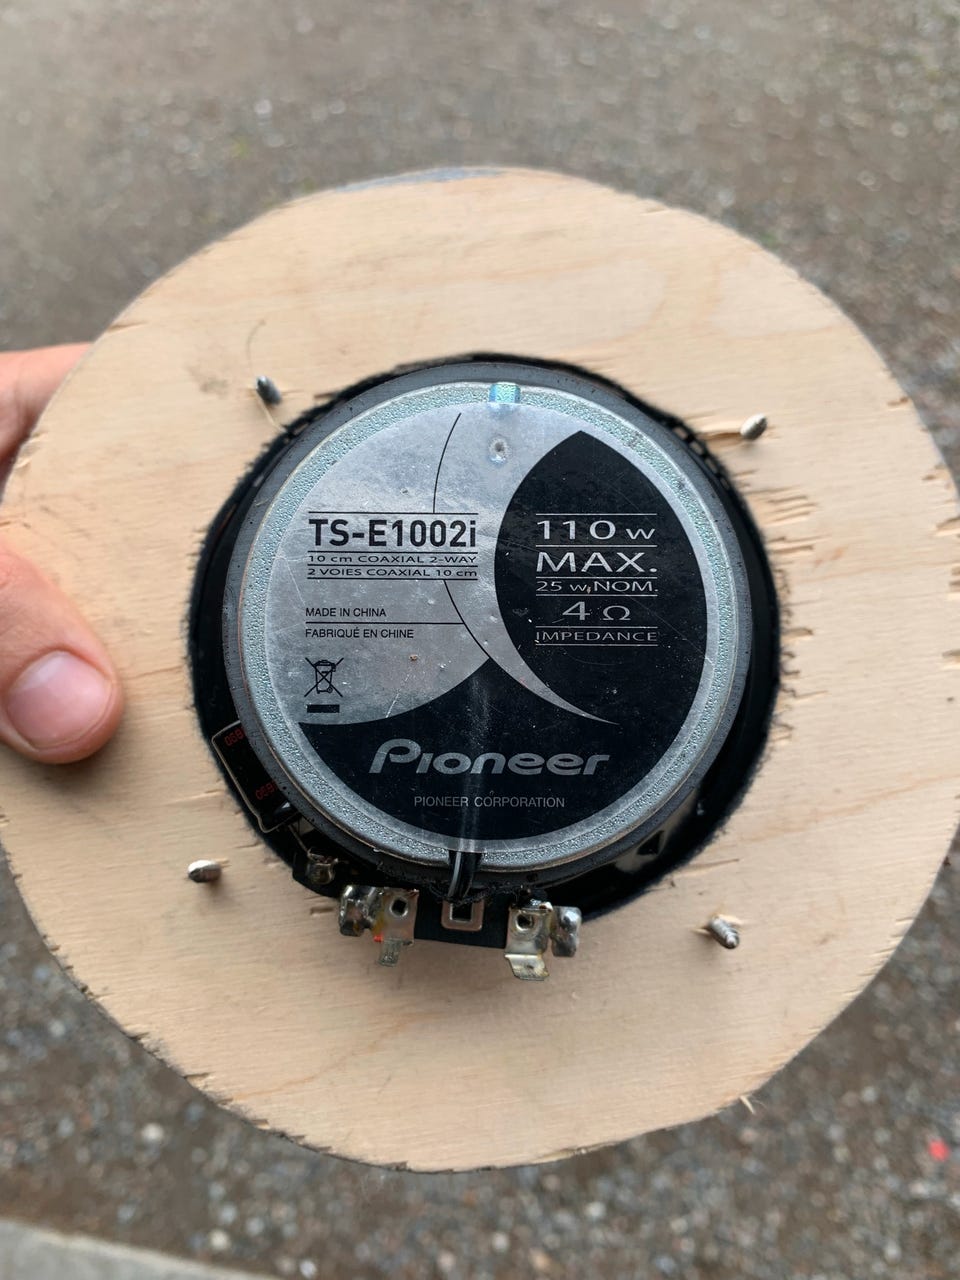 TS-E1002i
10 cm COAXIAL 2-WAY
2 VOIES COAXIAL 10 cm
MADE IN CHINA
FABRIQUÉ EN CHINE
110 w
MAX.
25 w NOM.
4 Ω
IMPEDANCE
Pioneer
PIONEER CORPORATION